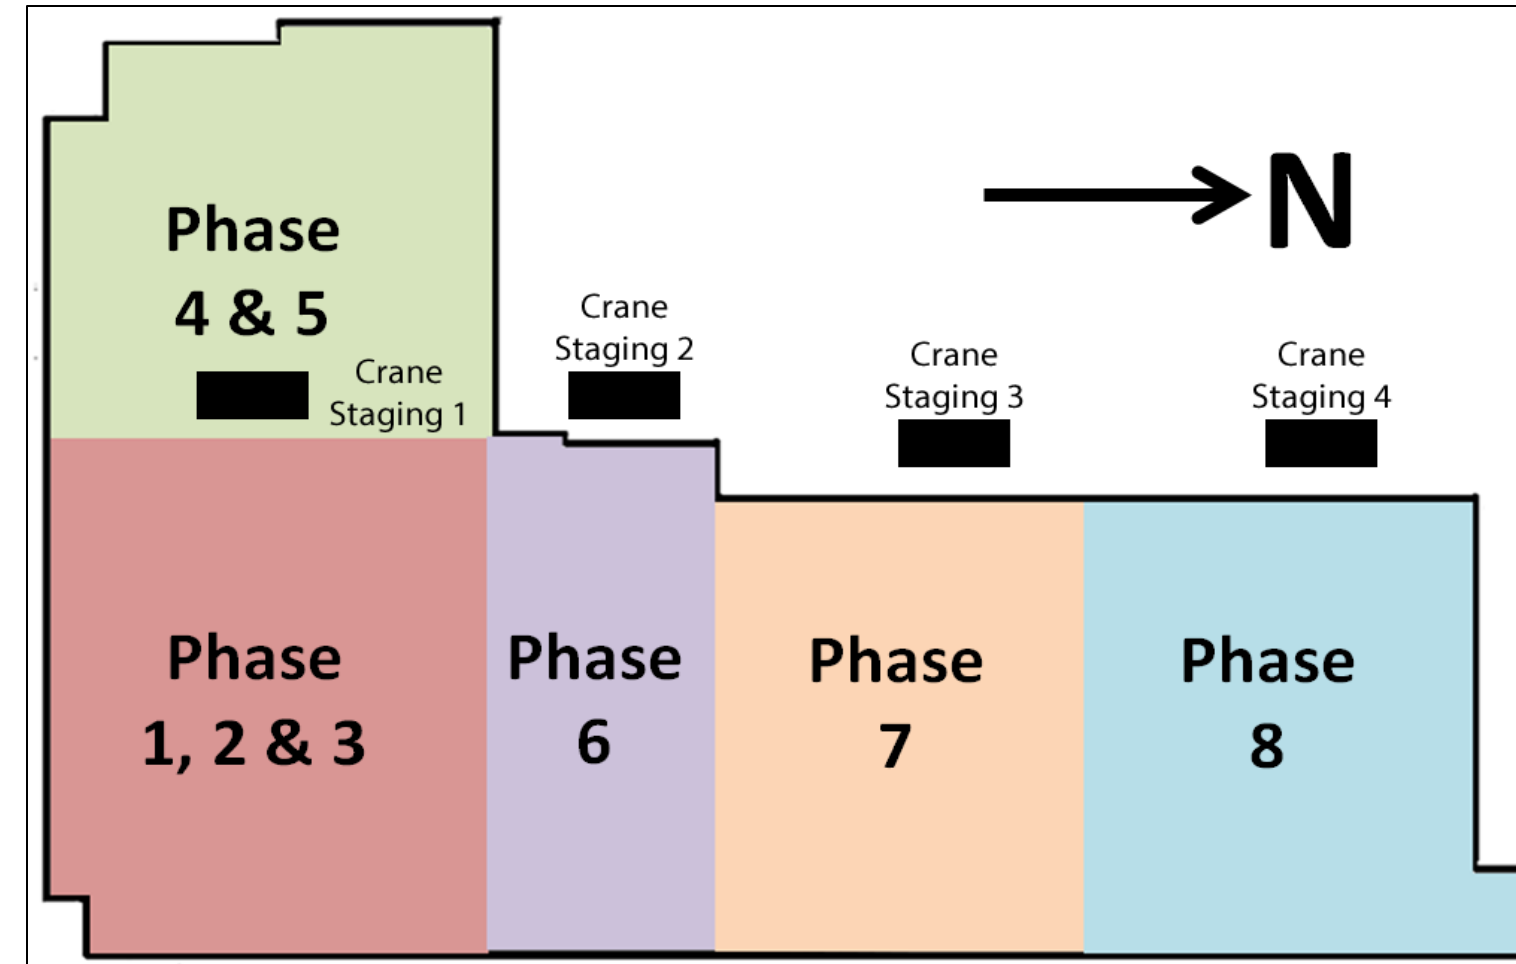 N
Phase
4 & 5
Crane
Staging 1
Crane
Staging 2
Crane
Staging 3
Crane
Staging 4
Phase
1, 2 & 3
Phase
6
Phase
7
Phase
8